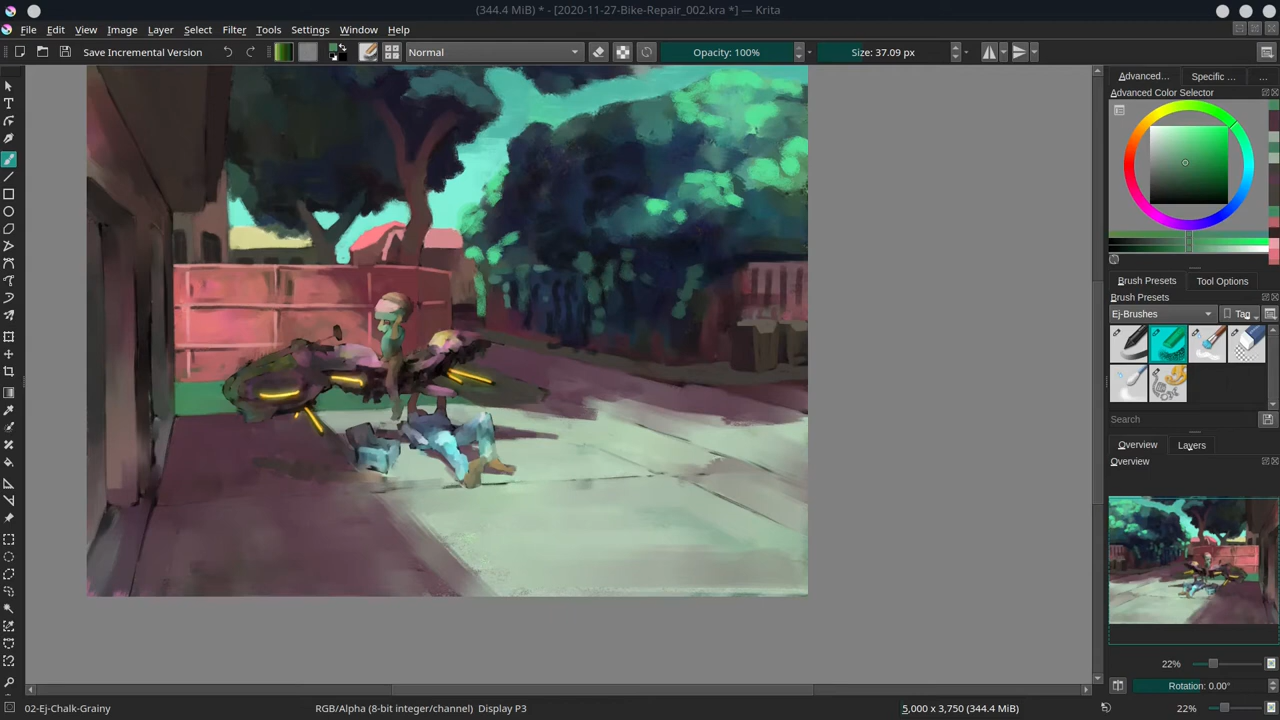 (344.4 MiB) * - [2020-11-27-Bike-Repair_002.kra *] — Krita
File Edit View Image Layer Select Filter Tools Settings Window Help
Save Incremental Version Normal Opacity: 100% Size: 37.09 px
Advanced... Specific ... ...
Advanced Color Selector
Brush Presets Tool Options
Brush Presets
Ej-Brushes Tag
Search
Overview Layers
Overview
22%
Rotation: 0.00°
02-Ej-Chalk-Grainy RGB/Alpha (8-bit integer/channel) Display P3 5,000 x 3,750 (344.4 MiB) 22%